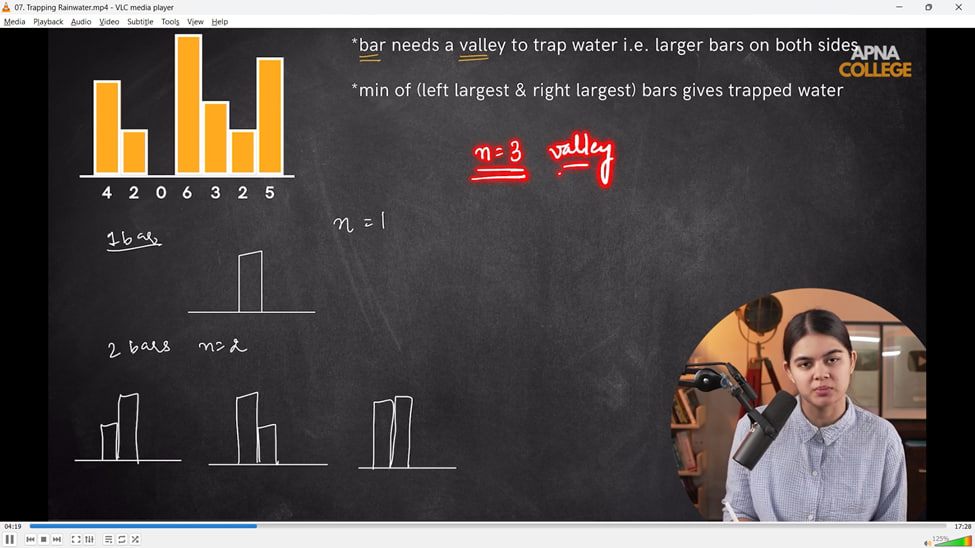 07. Trapping Rainwater.mp4 - VLC media player
Media Playback Audio Video Subtitle Tools View Help
*bar needs a valley to trap water i.e. larger bars on both sides
APNA
COLLEGE
*min of (left largest & right largest) bars gives trapped water
n=3 valley
4 2 0 6 3 2 5
1 bar
n = 1
2 bars n=2
04:19
17:28
125%